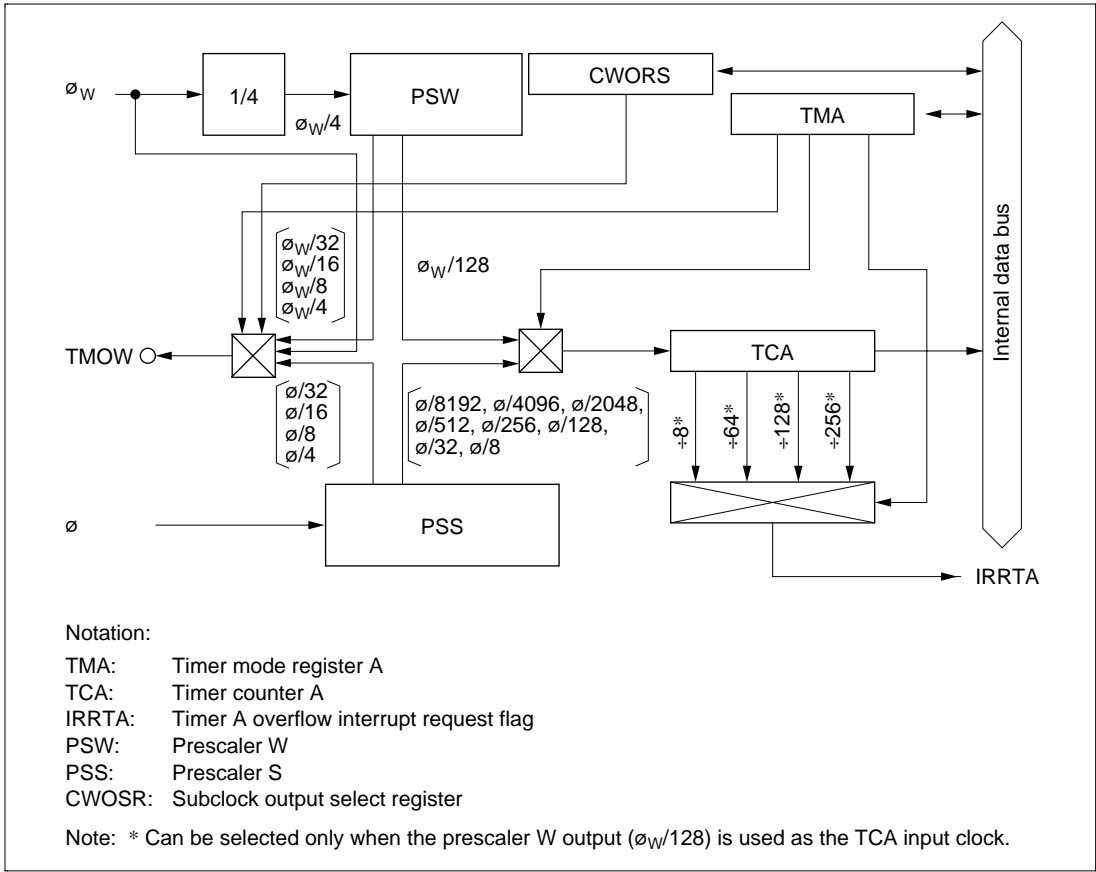 øW
1/4
øW/4
PSW
CWORS
TMA
Internal data bus
øW/32
øW/16
øW/8
øW/4
øW/128
TMOW
TCA
ø/32
ø/16
ø/8
ø/4
ø/8192, ø/4096, ø/2048,
ø/512, ø/256, ø/128,
ø/32, ø/8
÷8*
÷64*
÷128*
÷256*
ø
PSS
IRRTA
Notation:
TMA: Timer mode register A
TCA: Timer counter A
IRRTA: Timer A overflow interrupt request flag
PSW: Prescaler W
PSS: Prescaler S
CWOSR: Subclock output select register
Note: * Can be selected only when the prescaler W output (øW/128) is used as the TCA input clock.